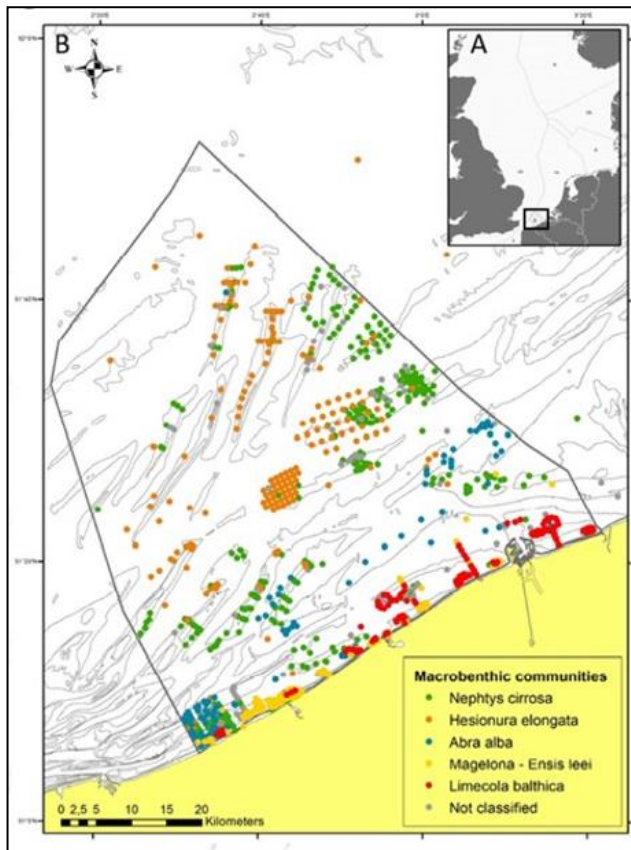 B
A
N
W
E
S
Macrobenthic communities
Nephtys cirrosa
Hesionura elongata
Abra alba
Magelona - Ensis leei
Limecola balthica
Not classified
0 2,5 5 10 15 20
Kilometers